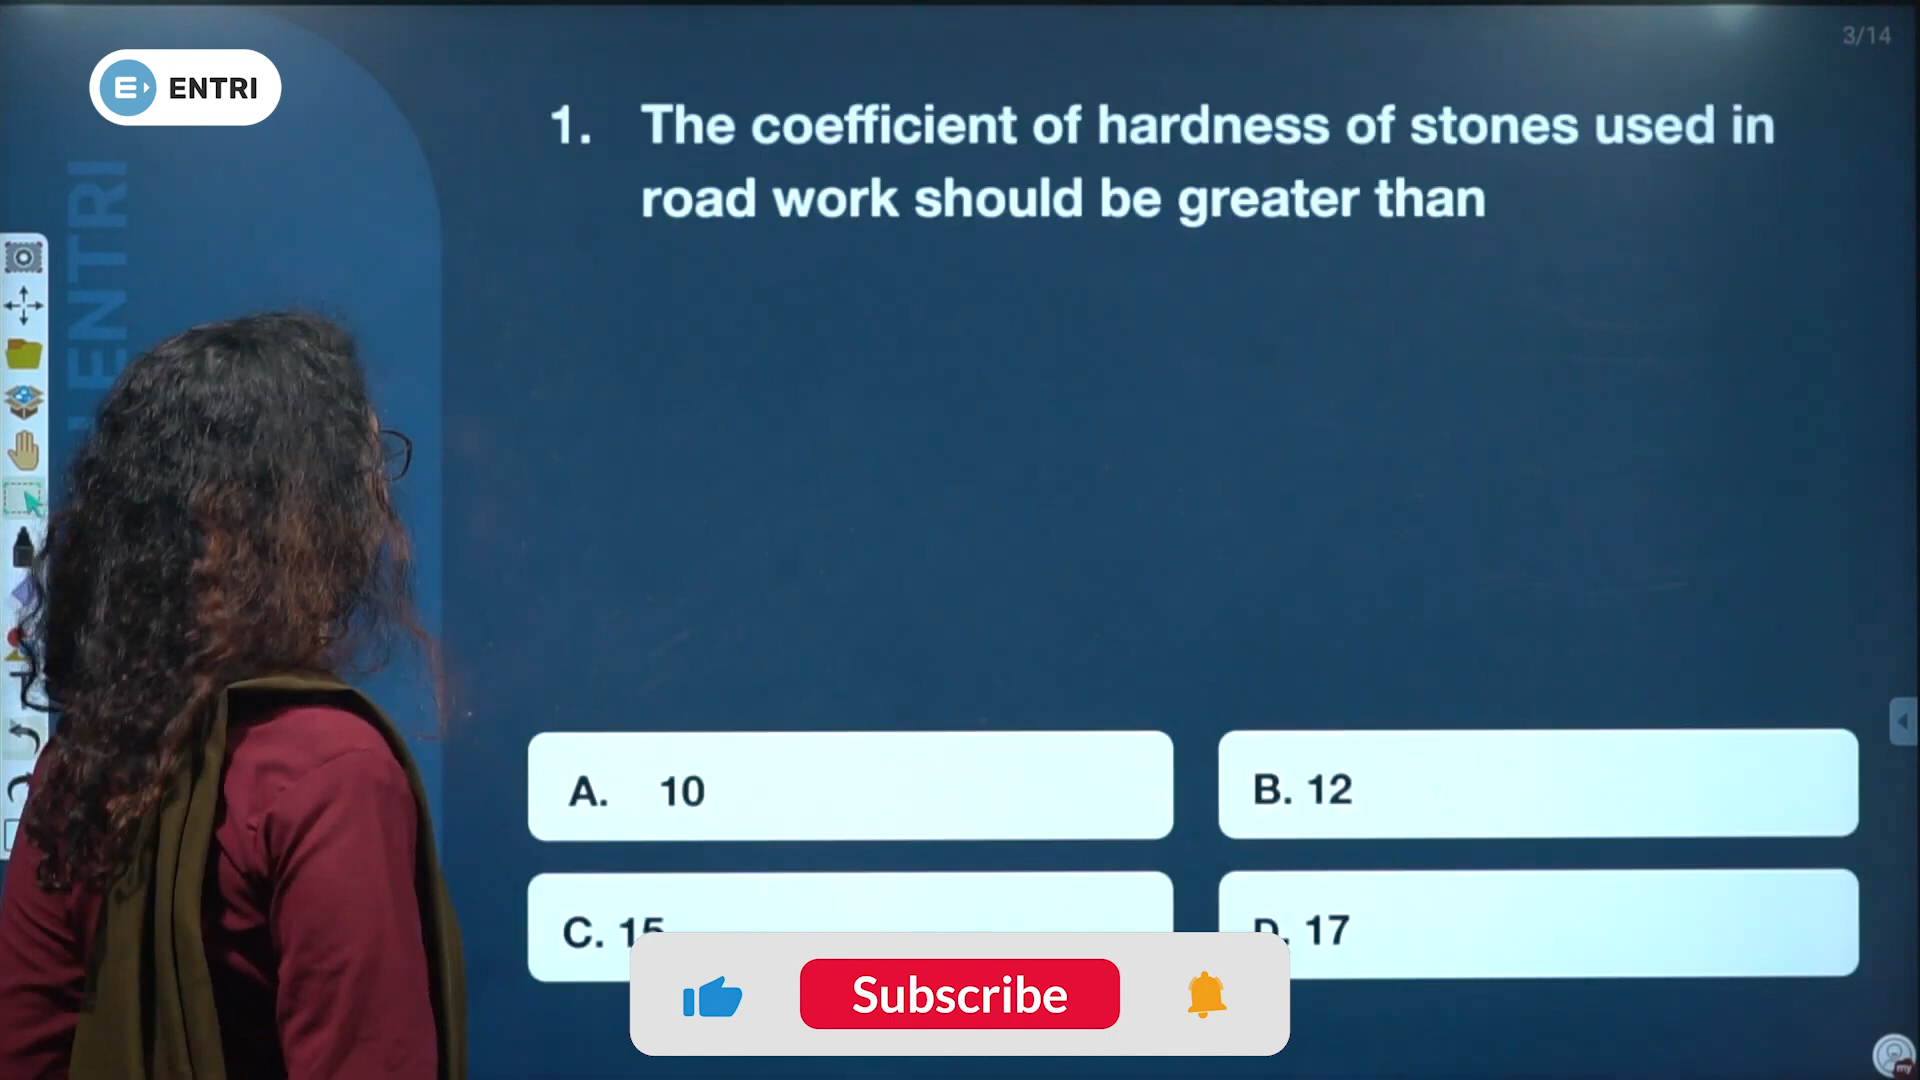 3/14
ENTRI
ENTRI
1. The coefficient of hardness of stones used in
road work should be greater than
A. 10
B. 12
C. 15
D. 17
Subscribe